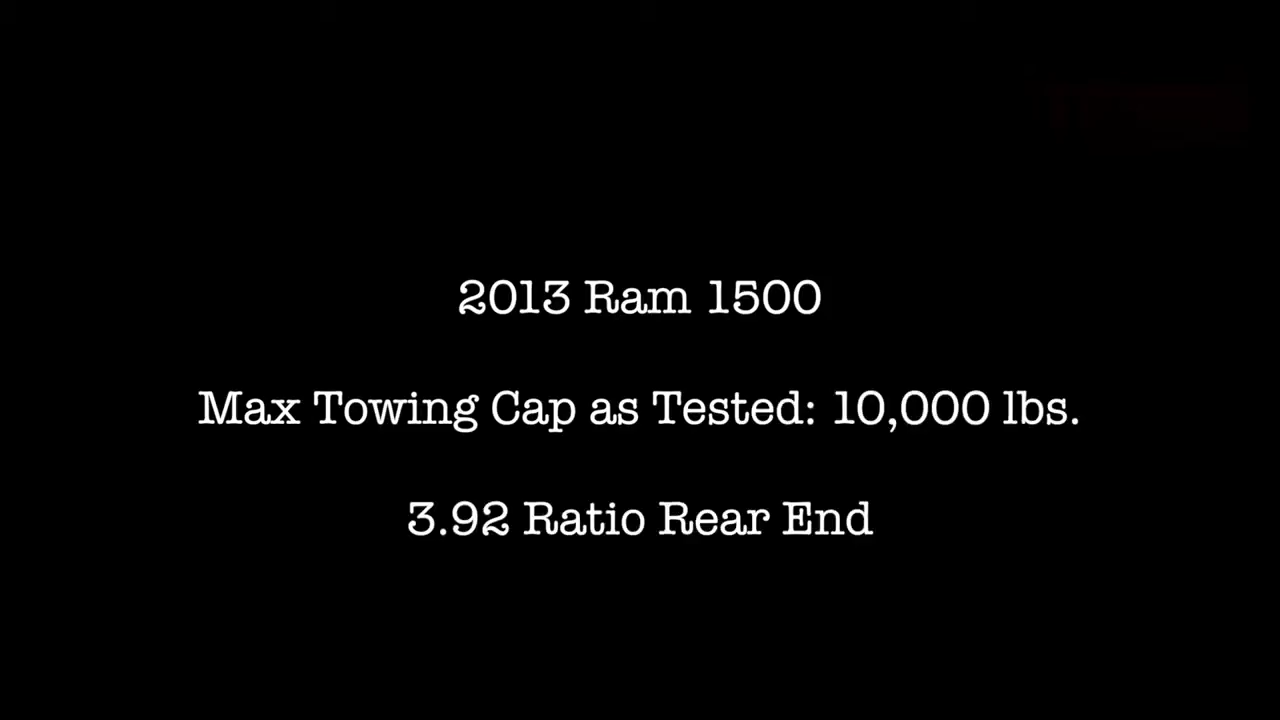 2013 Ram 1500
Max Towing Cap as Tested: 10,000 lbs.
3.92 Ratio Rear End